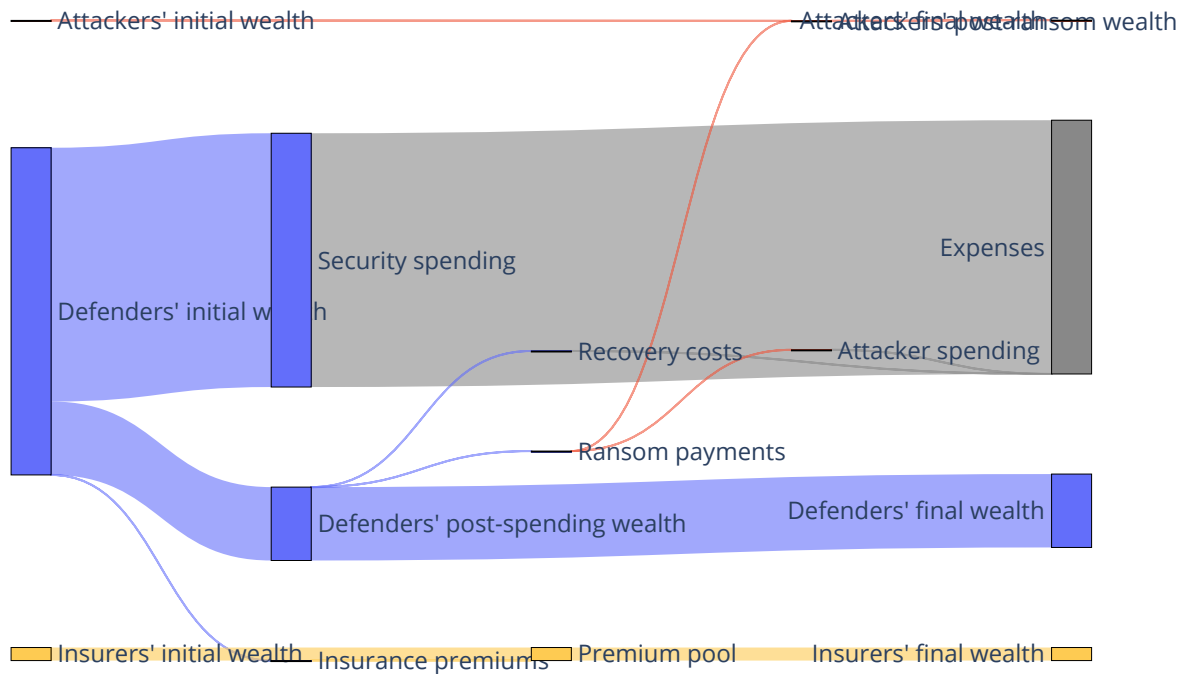 Attackers' initial wealth
Attackers' final wealth
Attackers' post-ransom wealth
Expenses
Security spending
Defenders' initial wealth
Recovery costs
Attacker spending
Ransom payments
Defenders' final wealth
Defenders' post-spending wealth
Insurers' initial wealth
Insurance premiums
Premium pool
Insurers' final wealth